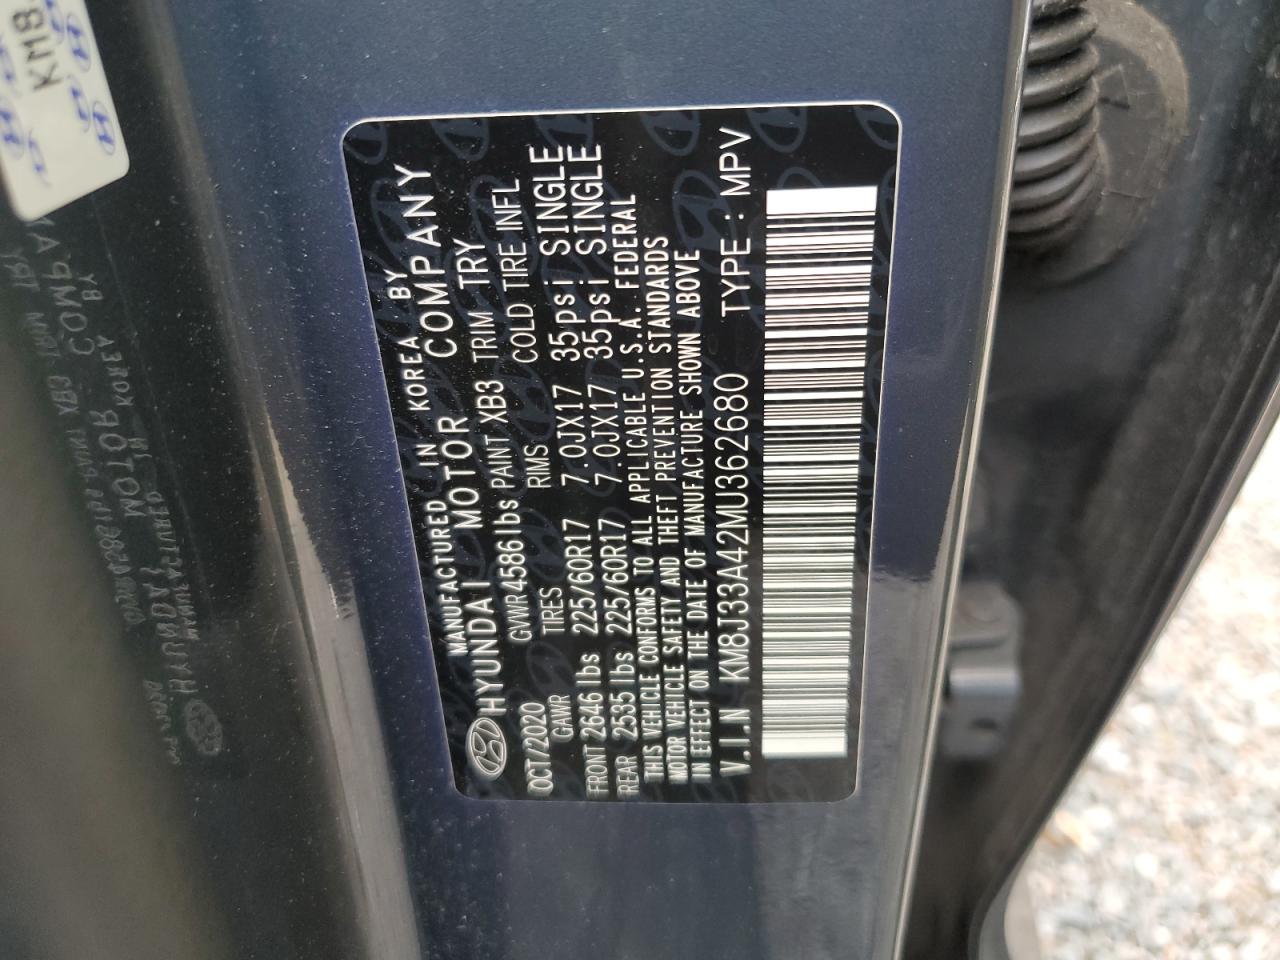 KM8
MANUFACTURED IN KOREA BY
HYUNDAI MOTOR COMPANY
GVWR 4586 lbs PAINT XB3 TRIM TRY
OCT/2020 TIRES RIMS COLD TIRE INFL
GAWR
FRONT 2646 lbs 225/60R17 7.0JX17 35psi SINGLE
REAR 2535 lbs 225/60R17 7.0JX17 35psi SINGLE
THIS VEHICLE CONFORMS TO ALL APPLICABLE U.S.A. FEDERAL
MOTOR VEHICLE SAFETY AND THEFT PREVENTION STANDARDS
IN EFFECT ON THE DATE OF MANUFACTURE SHOWN ABOVE
V.I.N KM8J33A42MU362680 TYPE : MPV